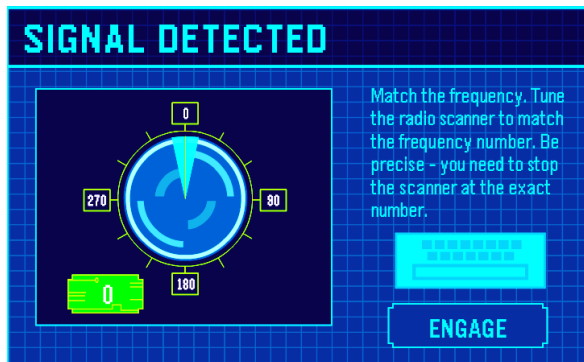 SIGNAL DETECTED
Match the frequency. Tune
the radio scanner to match
the frequency number. Be
precise - you need to stop
the scanner at the exact
number.
0
270
90
180
0
ENGAGE